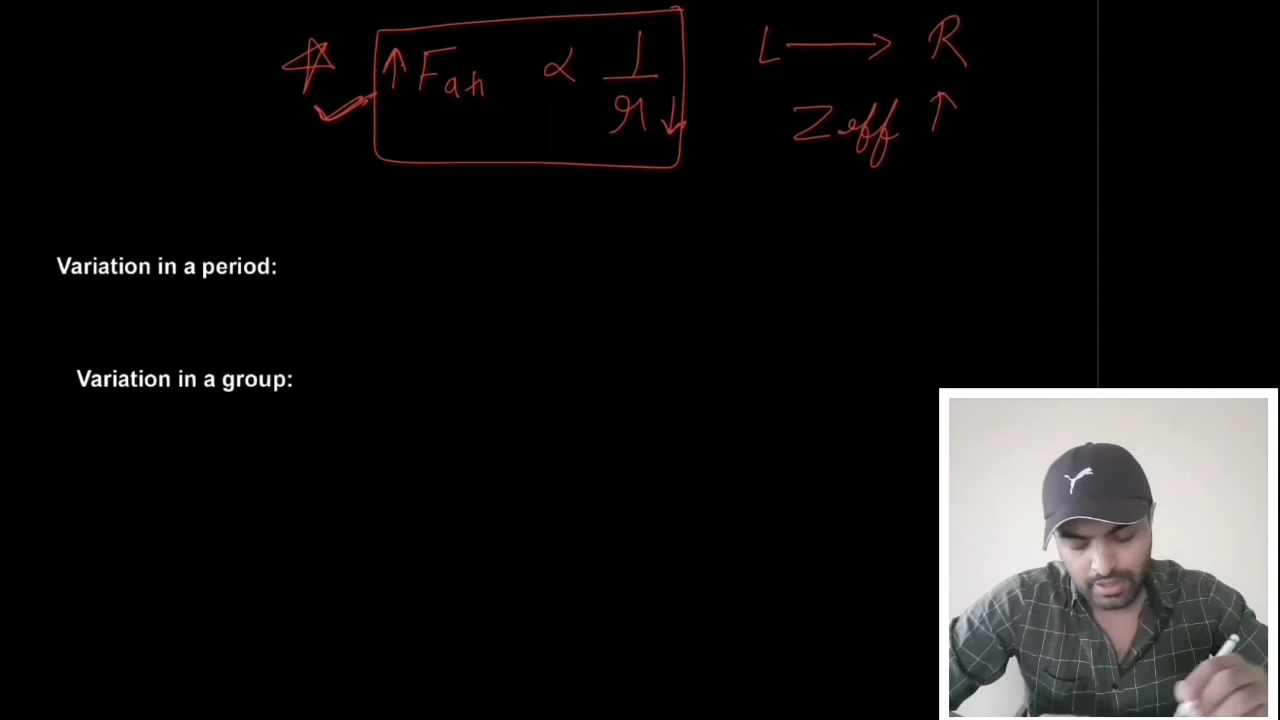 ↑ Fatt ∝ 1/r ↓ L → R
Zeff ↑
Variation in a period:
Variation in a group: